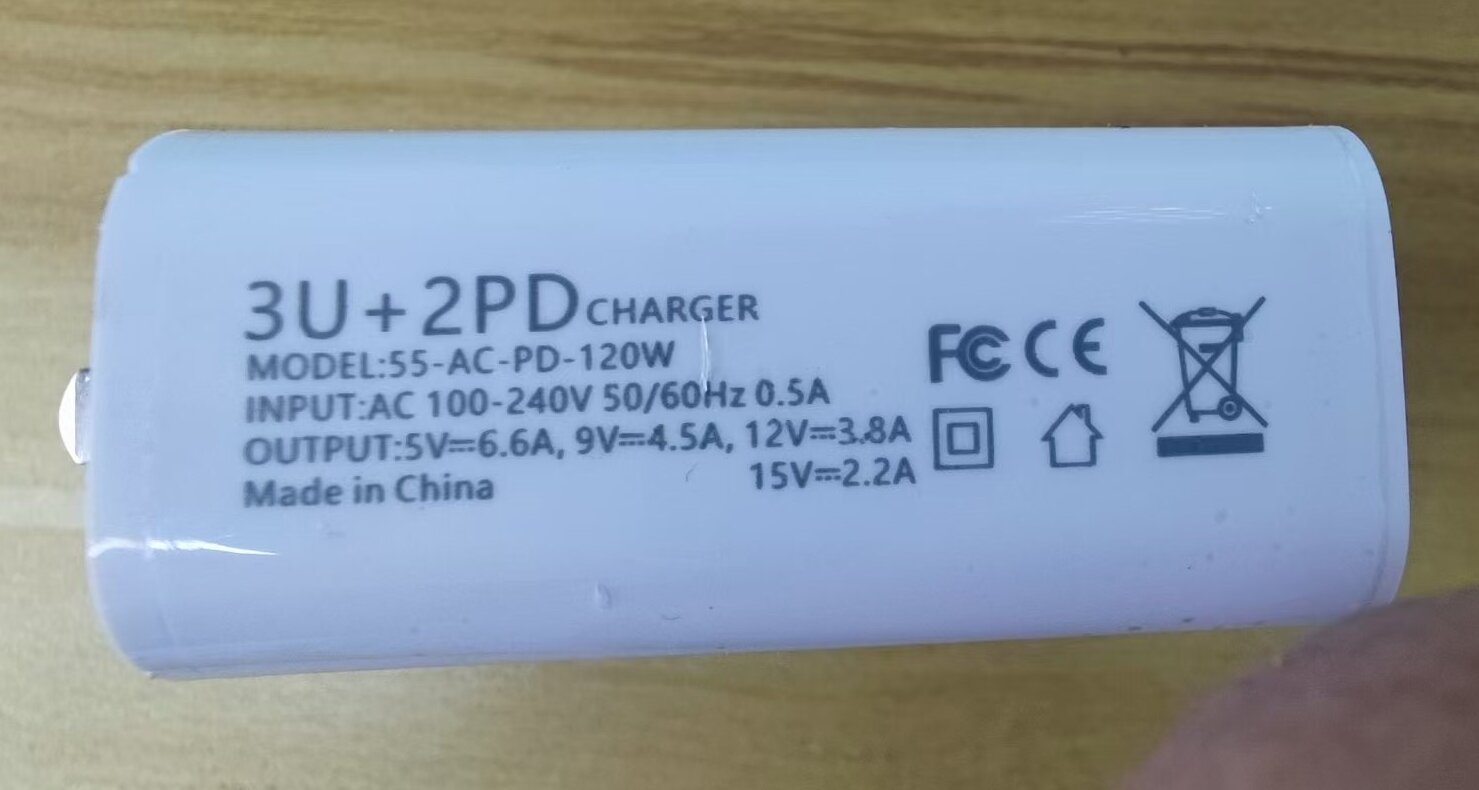 3U+2PD CHARGER
MODEL:55-AC-PD-120W
INPUT:AC 100-240V 50/60Hz 0.5A
OUTPUT:5V⎓6.6A, 9V⎓4.5A, 12V⎓3.8A
15V⎓2.2A
Made in China
FC CE